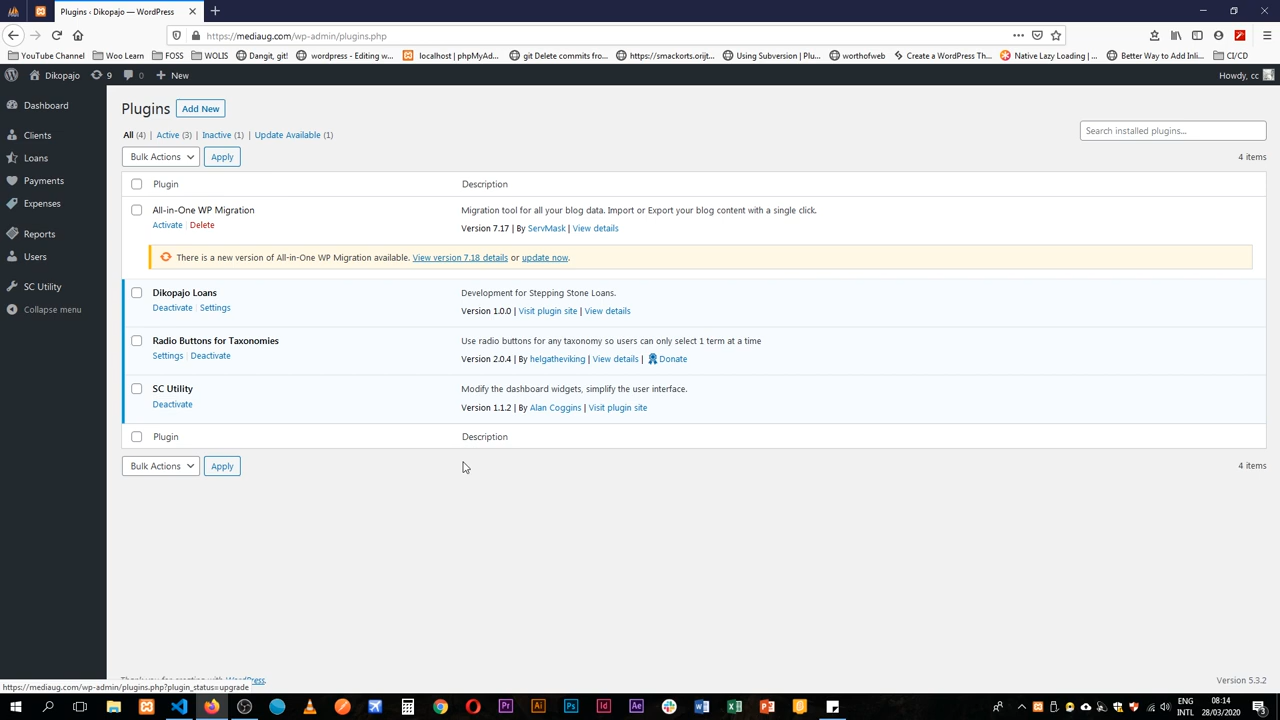 Plugins ‹ Dikopajo — WordPress
https://mediaug.com/wp-admin/plugins.php
YouTube Channel
Woo Learn
FOSS
WOLIS
Dangit, git!
wordpress - Editing w...
localhost | phpMyAd...
git Delete commits fro...
https://smackorts.orijt...
Using Subversion | Plu...
worthofweb
Create a WordPress Th...
Native Lazy Loading | ...
Better Way to Add Inli...
CI/CD
Dikopajo
9
0
New
Howdy, cc
Dashboard
Clients
Loans
Payments
Expenses
Reports
Users
SC Utility
Collapse menu
Plugins
Add New
All (4) | Active (3) | Inactive (1) | Update Available (1)
Search installed plugins...
Bulk Actions
Apply
4 items
Plugin
Description
All-in-One WP Migration
Migration tool for all your blog data. Import or Export your blog content with a single click.
Activate | Delete
Version 7.17 | By ServMask | View details
There is a new version of All-in-One WP Migration available. View version 7.18 details or update now.
Dikopajo Loans
Development for Stepping Stone Loans.
Deactivate | Settings
Version 1.0.0 | Visit plugin site | View details
Radio Buttons for Taxonomies
Use radio buttons for any taxonomy so users can only select 1 term at a time
Settings | Deactivate
Version 2.0.4 | By helgatheviking | View details | Donate
SC Utility
Modify the dashboard widgets, simplify the user interface.
Deactivate
Version 1.1.2 | By Alan Coggins | Visit plugin site
Plugin
Description
Bulk Actions
Apply
4 items
Thank you for creating with WordPress.
Version 5.3.2
https://mediaug.com/wp-admin/plugins.php?plugin_status=upgrade
Pr
Ai
Ps
Id
Ae
ENG
INTL
08:14
28/03/2020